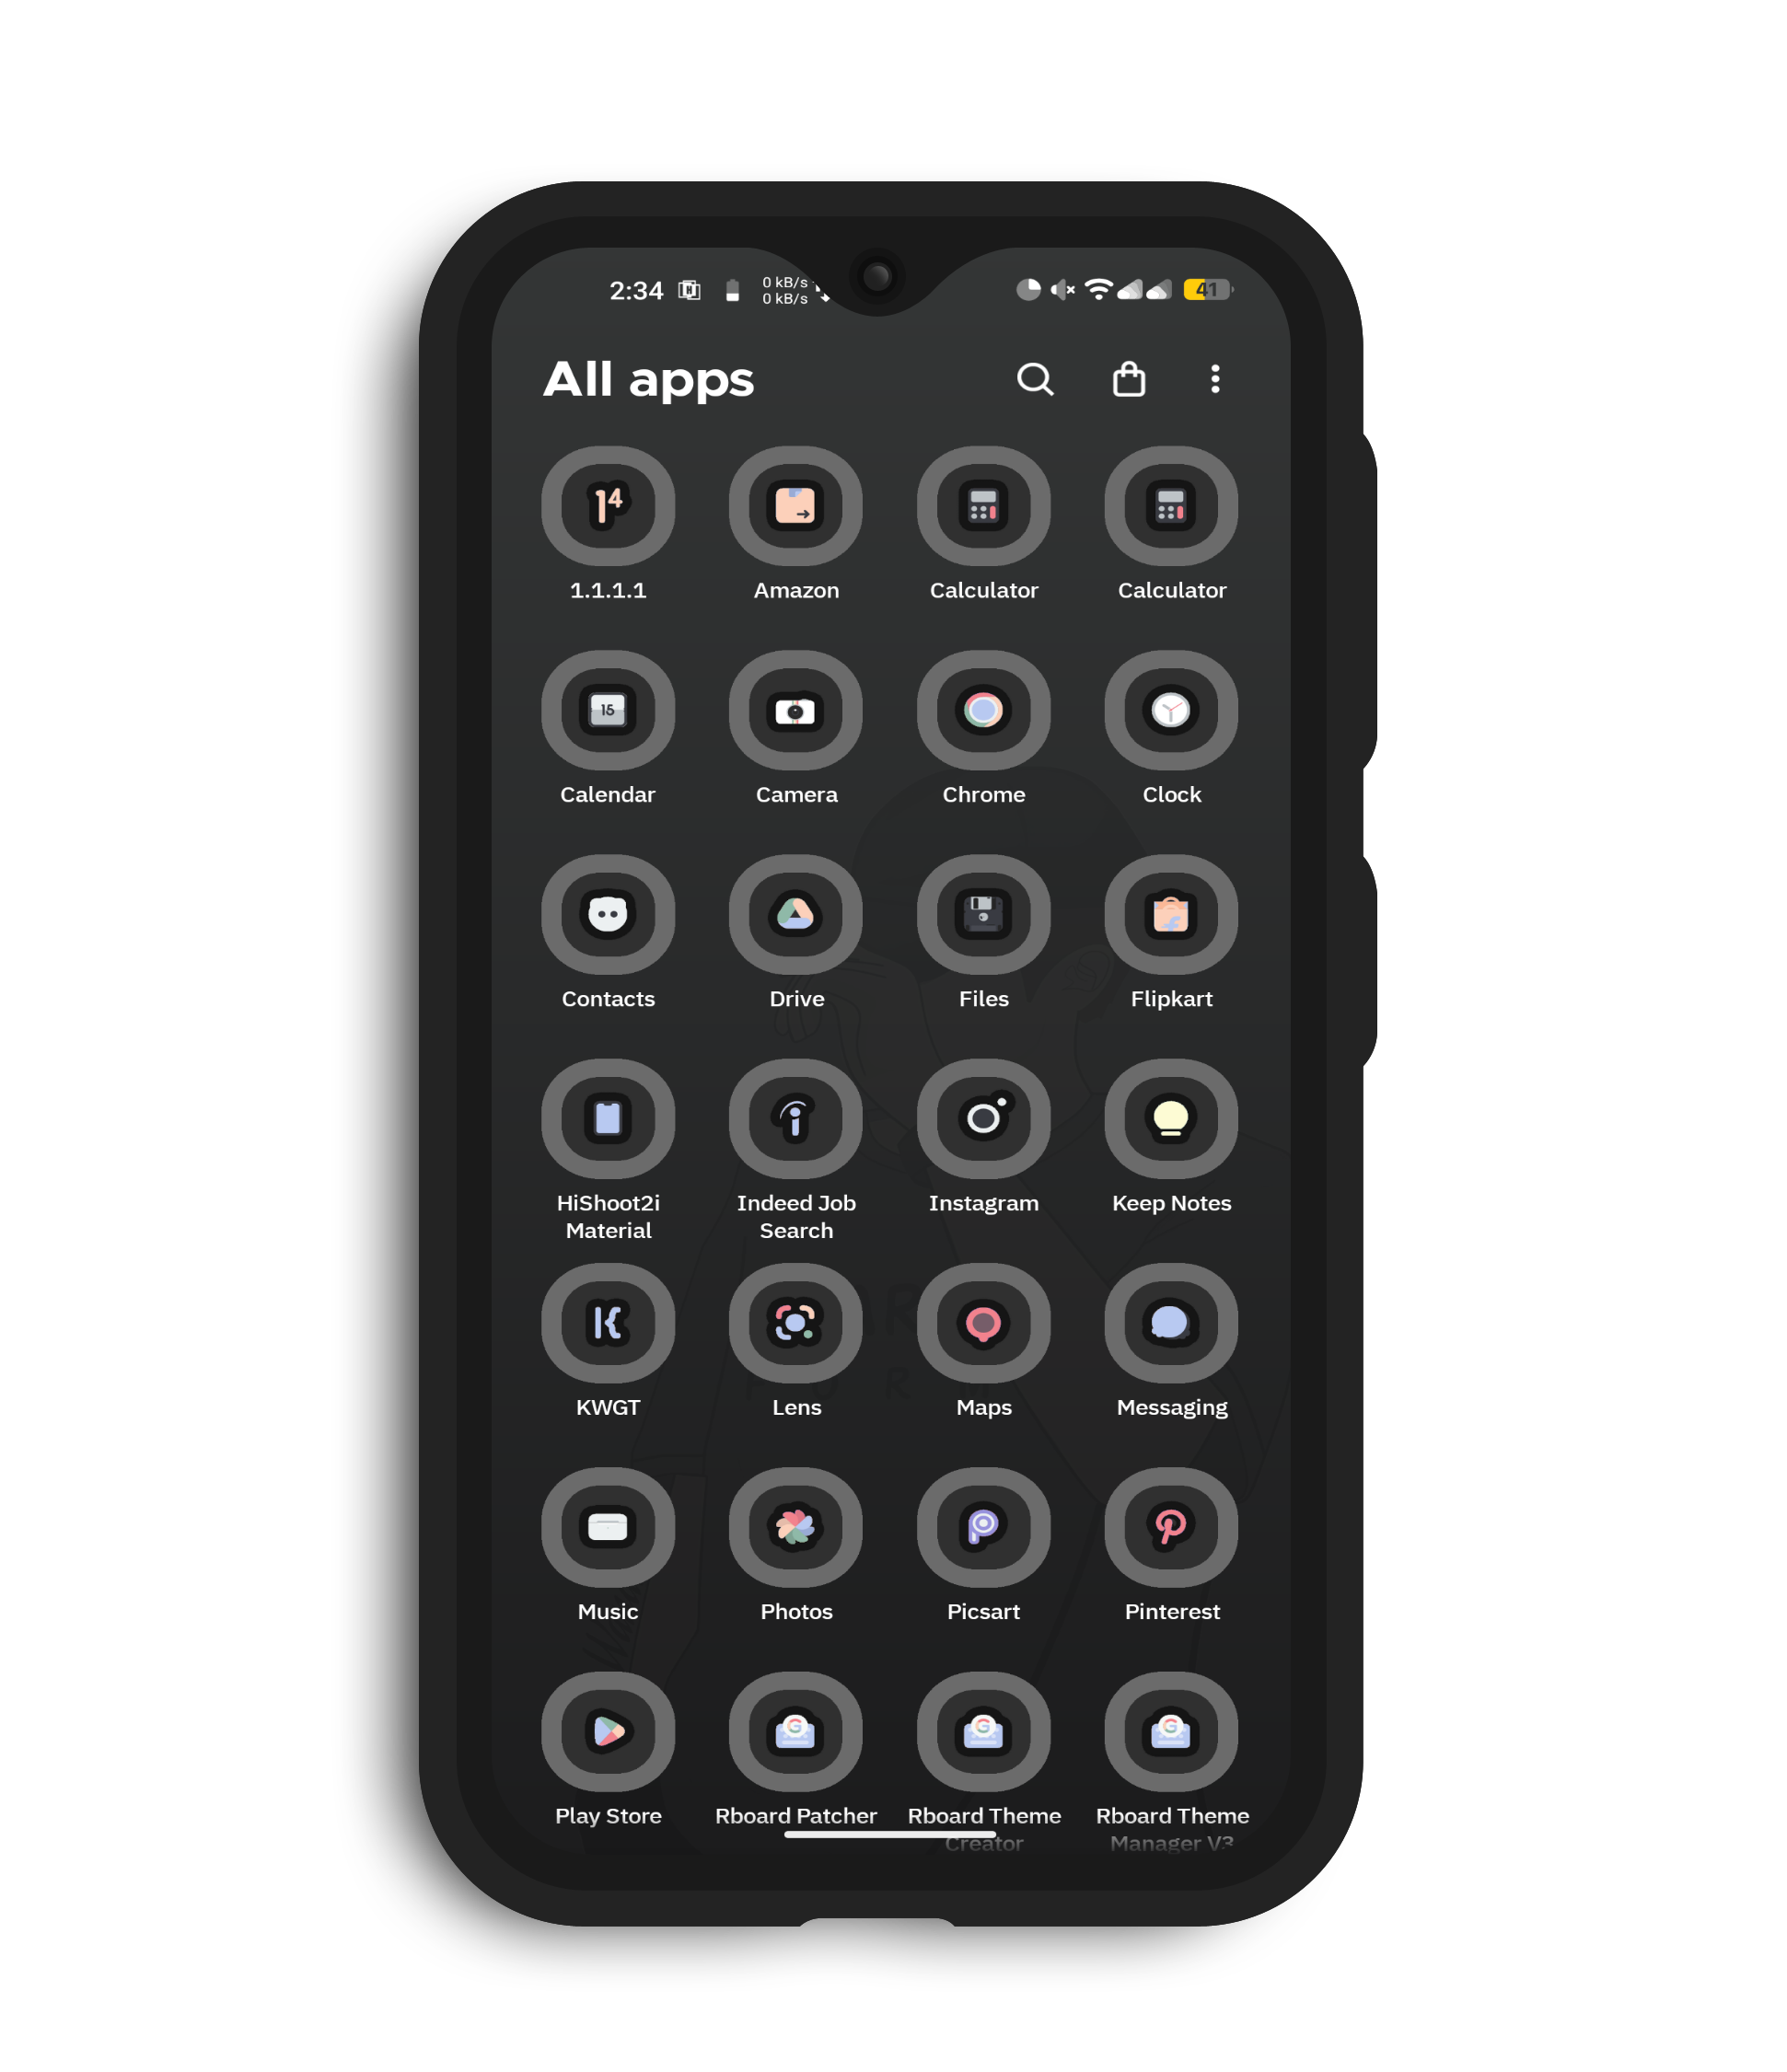 2:34
0 kB/s
0 kB/s
41
All apps
1.1.1.1 Amazon Calculator Calculator
15
Calendar Camera Chrome Clock
Contacts Drive Files Flipkart
HiShoot2i Indeed Job Instagram Keep Notes
Material Search
KWGT Lens Maps Messaging
Music Photos Picsart Pinterest
Play Store Rboard Patcher Rboard Theme Rboard Theme
Creator Manager V3